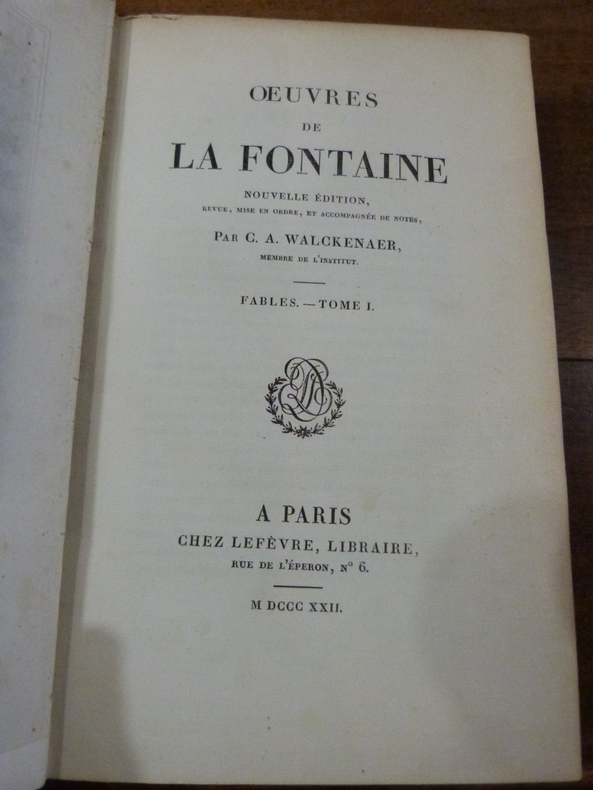 OEUVRES
DE
LA FONTAINE
NOUVELLE ÉDITION,
REVUE, MISE EN ORDRE, ET ACCOMPAGNÉE DE NOTES,
PAR C. A. WALCKENAER,
MEMBRE DE L'INSTITUT.
FABLES. — TOME I.
A PARIS
CHEZ LEFÈVRE, LIBRAIRE,
RUE DE L'ÉPERON, Nº 6.
M DCCC XXII.